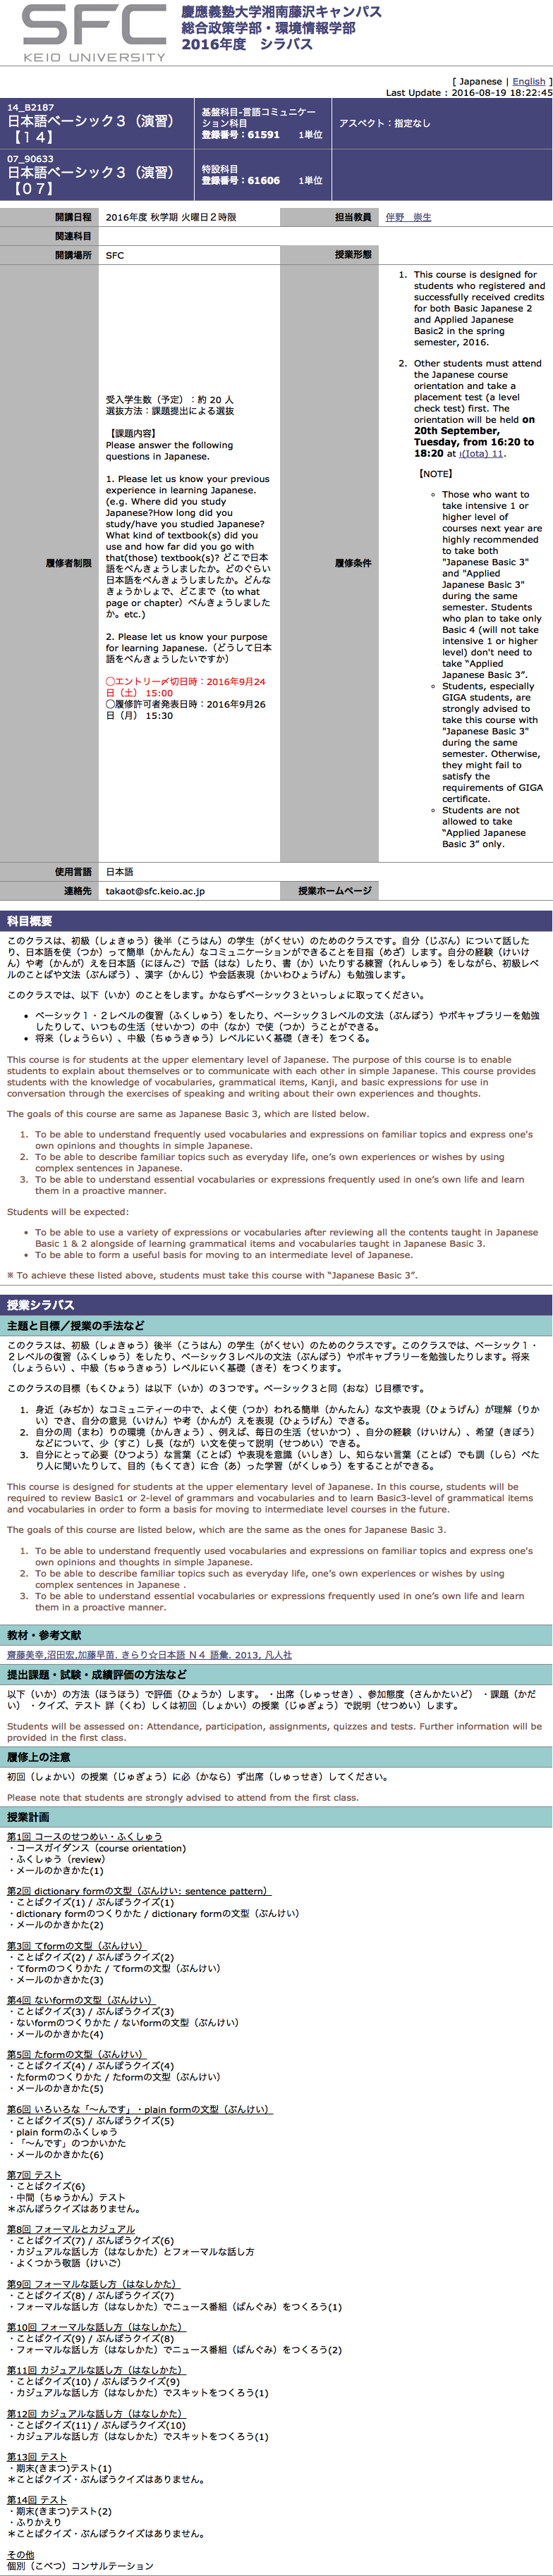 SFC
KEIO UNIVERSITY
慶應義塾大学湘南藤沢キャンパス
総合政策学部・環境情報学部
2016年度 シラバス
[ Japanese | English ]
Last Update : 2016-08-19 18:22:45
14_B2187
日本語ベーシック３（演習）
【１４】
基盤科目-言語コミュニケー
ション科目
登録番号：61591 1単位
アスペクト：指定なし
07_90633
日本語ベーシック３（演習）
【０７】
特設科目
登録番号：61606 1単位
開講日程
2016年度 秋学期 火曜日２時限
担当教員
伴野 崇生
関連科目
開講場所
SFC
授業形態
履修者制限
受入学生数（予定）：約 20 人
選抜方法：課題提出による選抜
【課題内容】
Please answer the following
questions in Japanese.
1. Please let us know your previous
experience in learning Japanese.
(e.g. Where did you study
Japanese?How long did you
study/have you studied Japanese?
What kind of textbook(s) did you
use and how far did you go with
that(those) textbook(s)? どこで日本
語をべんきょうしましたか。どのぐらい
日本語をべんきょうしましたか。どんな
きょうかしょで、どこまで（to what
page or chapter）べんきょうしました
か。etc.)
2. Please let us know your purpose
for learning Japanese.（どうして日本
語をべんきょうしたいですか）
◯エントリー〆切日時：2016年9月24
日（土） 15:00
◯履修許可者発表日時：2016年9月26
日（月） 15:30
履修条件
1. This course is designed for
students who registered and
successfully received credits
for both Basic Japanese 2
and Applied Japanese
Basic2 in the spring
semester, 2016.
2. Other students must attend
the Japanese course
orientation and take a
placement test (a level
check test) first. The
orientation will be held on
20th September,
Tuesday, from 16:20 to
18:20 at ι(Iota) 11.
【NOTE】
Those who want to
take intensive 1 or
higher level of
courses next year are
highly recommended
to take both
"Japanese Basic 3"
and "Applied
Japanese Basic 3"
during the same
semester. Students
who plan to take only
Basic 4 (will not take
intensive 1 or higher
level) don't need to
take “Applied
Japanese Basic 3”.
Students, especially
GIGA students, are
strongly advised to
take this course with
"Japanese Basic 3"
during the same
semester. Otherwise,
they might fail to
satisfy the
requirements of GIGA
certificate.
Students are not
allowed to take
“Applied Japanese
Basic 3” only.
使用言語
日本語
連絡先
takaot@sfc.keio.ac.jp
授業ホームページ
科目概要
このクラスは、初級（しょきゅう）後半（こうはん）の学生（がくせい）のためのクラスです。自分（じぶん）について話した
り、日本語を使（つか）って簡単（かんたん）なコミュニケーションができることを目指（めざ）します。自分の経験（けいけ
ん）や考（かんが）えを日本語（にほんご）で話（はな）したり、書（か）いたりする練習（れんしゅう）をしながら、初級レベ
ルのことばや文法（ぶんぽう）、漢字（かんじ）や会話表現（かいわひょうげん）も勉強します。
このクラスでは、以下（いか）のことをします。かならずベーシック３といっしょに取ってください。
• ベーシック１・２レベルの復習（ふくしゅう）をしたり、ベーシック３レベルの文法（ぶんぽう）やボキャブラリーを勉強
したりして、いつもの生活（せいかつ）の中（なか）で使（つか）うことができる。
• 将来（しょうらい）、中級（ちゅうきゅう）レベルにいく基礎（きそ）をつくる。
This course is for students at the upper elementary level of Japanese. The purpose of this course is to enable
students to explain about themselves or to communicate with each other in simple Japanese. This course provides
students with the knowledge of vocabularies, grammatical items, Kanji, and basic expressions for use in
conversation through the exercises of speaking and writing about their own experiences and thoughts.
The goals of this course are same as Japanese Basic 3, which are listed below.
1. To be able to understand frequently used vocabularies and expressions on familiar topics and express one's
own opinions and thoughts in simple Japanese.
2. To be able to describe familiar topics such as everyday life, one’s own experiences or wishes by using
complex sentences in Japanese.
3. To be able to understand essential vocabularies or expressions frequently used in one’s own life and learn
them in a proactive manner.
Students will be expected:
• To be able to use a variety of expressions or vocabularies after reviewing all the contents taught in Japanese
Basic 1 & 2 alongside of learning grammatical items and vocabularies taught in Japanese Basic 3.
• To be able to form a useful basis for moving to an intermediate level of Japanese.
※ To achieve these listed above, students must take this course with “Japanese Basic 3”.
授業シラバス
主題と目標／授業の手法など
このクラスは、初級（しょきゅう）後半（こうはん）の学生（がくせい）のためのクラスです。このクラスでは、ベーシック１・
２レベルの復習（ふくしゅう）をしたり、ベーシック３レベルの文法（ぶんぽう）やボキャブラリーを勉強したりします。将来
（しょうらい）、中級（ちゅうきゅう）レベルにいく基礎（きそ）をつくります。
このクラスの目標（もくひょう）は以下（いか）の３つです。ベーシック３と同（おな）じ目標です。
1. 身近（みぢか）なコミュニティーの中で、よく使（つか）われる簡単（かんたん）な文や表現（ひょうげん）が理解（りか
い）でき、自分の意見（いけん）や考（かんが）えを表現（ひょうげん）できる。
2. 自分の周（まわ）りの環境（かんきょう）、例えば、毎日の生活（せいかつ）、自分の経験（けいけん）、希望（きぼう）
などについて、少（すこ）し長（なが）い文を使って説明（せつめい）できる。
3. 自分にとって必要（ひつよう）な言葉（ことば）や表現を意識（いしき）し、知らない言葉（ことば）でも調（しら）べた
り人に聞いたりして、目的（もくてき）に合（あ）った学習（がくしゅう）をすることができる。
This course is designed for students at the upper elementary level of Japanese. In this course, students will be
required to review Basic1 or 2-level of grammars and vocabularies and to learn Basic3-level of grammatical items
and vocabularies in order to form a basis for moving to intermediate level courses in the future.
The goals of this course are listed below, which are the same as the ones for Japanese Basic 3.
1. To be able to understand frequently used vocabularies and expressions on familiar topics and express one's
own opinions and thoughts in simple Japanese.
2. To be able to describe familiar topics such as everyday life, one’s own experiences or wishes by using
complex sentences in Japanese .
3. To be able to understand essential vocabularies or expressions frequently used in one’s own life and learn
them in a proactive manner.
教材・参考文献
齋藤美幸,沼田宏,加藤早苗. きらり☆日本語 Ｎ４ 語彙. 2013, 凡人社
提出課題・試験・成績評価の方法など
以下（いか）の方法（ほうほう）で評価（ひょうか）します。 ・出席（しゅっせき）、参加態度（さんかたいど） ・課題（かだ
い） ・クイズ、テスト 詳（くわ）しくは初回（しょかい）の授業（じゅぎょう）で説明（せつめい）します。
Students will be assessed on: Attendance, participation, assignments, quizzes and tests. Further information will be
provided in the first class.
履修上の注意
初回（しょかい）の授業（じゅぎょう）に必（かなら）ず出席（しゅっせき）してください。
Please note that students are strongly advised to attend from the first class.
授業計画
第1回 コースのせつめい・ふくしゅう
・コースガイダンス（course orientation)
・ふくしゅう（review）
・メールのかきかた(1)
第2回 dictionary formの文型（ぶんけい: sentence pattern）
・ことばクイズ(1) / ぶんぽうクイズ(1)
・dictionary formのつくりかた / dictionary formの文型（ぶんけい）
・メールのかきかた(2)
第3回 てformの文型（ぶんけい）
・ことばクイズ(2) / ぶんぽうクイズ(2)
・てformのつくりかた / てformの文型（ぶんけい）
・メールのかきかた(3)
第4回 ないformの文型（ぶんけい）
・ことばクイズ(3) / ぶんぽうクイズ(3)
・ないformのつくりかた / ないformの文型（ぶんけい）
・メールのかきかた(4)
第5回 たformの文型（ぶんけい）
・ことばクイズ(4) / ぶんぽうクイズ(4)
・たformのつくりかた / たformの文型（ぶんけい）
・メールのかきかた(5)
第6回 いろいろな「〜んです」・plain formの文型（ぶんけい）
・ことばクイズ(5) / ぶんぽうクイズ(5)
・plain formのふくしゅう
・「〜んです」のつかいかた
・メールのかきかた(6)
第7回 テスト
・ことばクイズ(6)
・中間（ちゅうかん）テスト
＊ぶんぽうクイズはありません。
第8回 フォーマルとカジュアル
・ことばクイズ(7) / ぶんぽうクイズ(6)
・カジュアルな話し方（はなしかた）とフォーマルな話し方
・よくつかう敬語（けいご）
第9回 フォーマルな話し方（はなしかた）
・ことばクイズ(8) / ぶんぽうクイズ(7)
・フォーマルな話し方（はなしかた）でニュース番組（ばんぐみ）をつくろう(1)
第10回 フォーマルな話し方（はなしかた）
・ことばクイズ(9) / ぶんぽうクイズ(8)
・フォーマルな話し方（はなしかた）でニュース番組（ばんぐみ）をつくろう(2)
第11回 カジュアルな話し方（はなしかた）
・ことばクイズ(10) / ぶんぽうクイズ(9)
・カジュアルな話し方（はなしかた）でスキットをつくろう(1)
第12回 カジュアルな話し方（はなしかた）
・ことばクイズ(11) / ぶんぽうクイズ(10)
・カジュアルな話し方（はなしかた）でスキットをつくろう(1)
第13回 テスト
・期末(きまつ)テスト(1)
＊ことばクイズ・ぶんぽうクイズはありません。
第14回 テスト
・期末(きまつ)テスト(2)
・ふりかえり
＊ことばクイズ・ぶんぽうクイズはありません。
その他
個別（こべつ）コンサルテーション